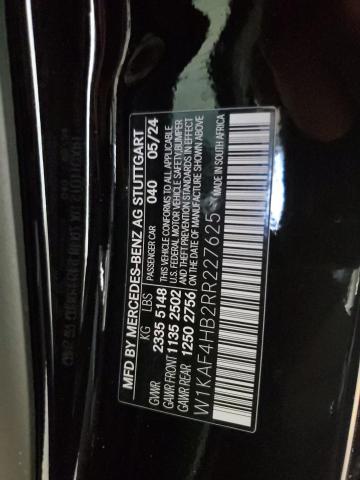 MFD BY MERCEDES-BENZ AG STUTTGART
PASSENGER CAR 040 05/24
KG LBS
GVWR 2335 5148
GAWR FRONT 1135 2502
GAWR REAR 1250 2756
THIS VEHICLE CONFORMS TO ALL APPLICABLE
U.S. FEDERAL MOTOR VEHICLE SAFETY,BUMPER
AND THEFT PREVENTION STANDARDS IN EFFECT
ON THE DATE OF MANUFACTURE SHOWN ABOVE
W1KAF4HB2RR227625
MADE IN SOUTH AFRICA